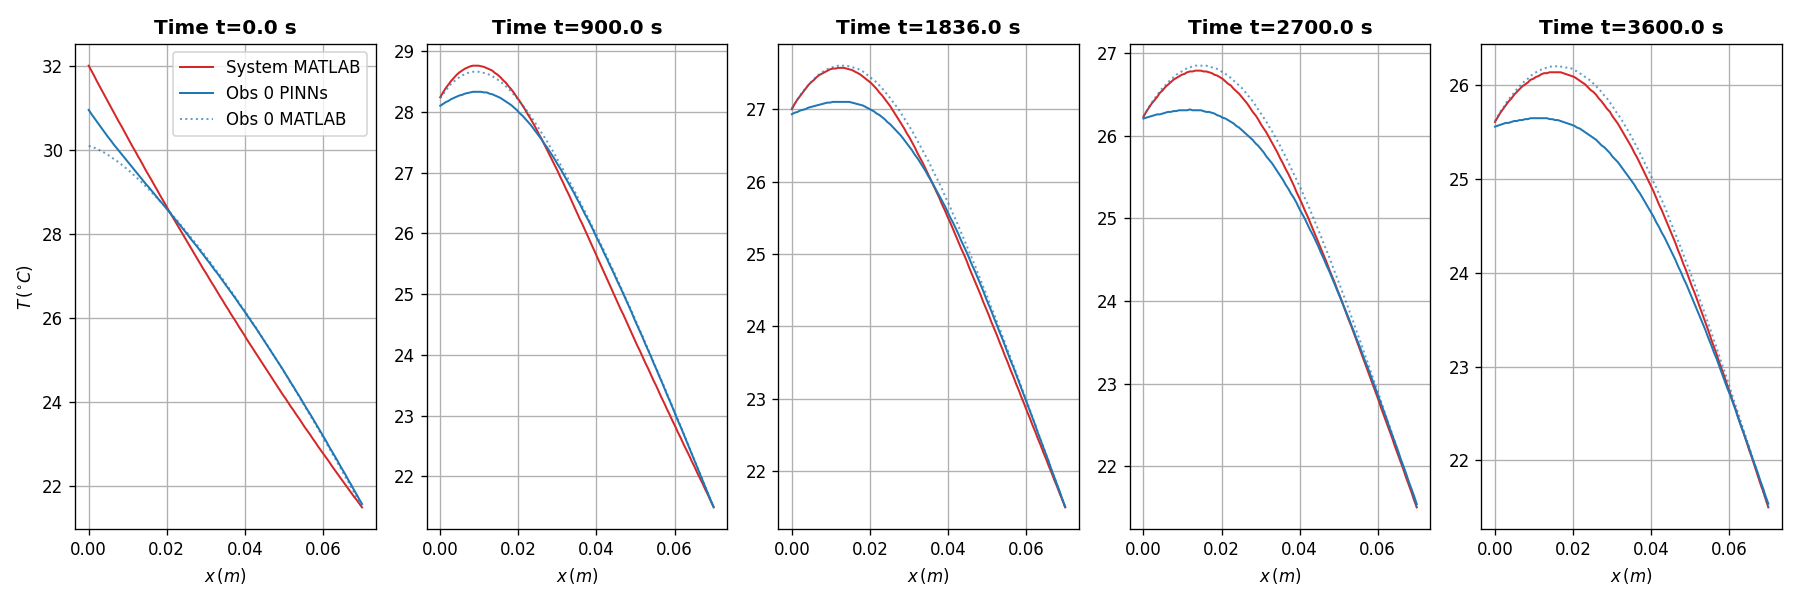 Time t=0.0 s
Time t=900.0 s
Time t=1836.0 s
Time t=2700.0 s
Time t=3600.0 s
System MATLAB
Obs 0 PINNs
Obs 0 MATLAB
T (°C)
32
30
28
26
24
22
0.00 0.02 0.04 0.06
x (m)
29
28
27
26
25
24
23
22
0.00 0.02 0.04 0.06
x (m)
27
26
25
24
23
22
0.00 0.02 0.04 0.06
x (m)
27
26
25
24
23
22
0.00 0.02 0.04 0.06
x (m)
26
25
24
23
22
0.00 0.02 0.04 0.06
x (m)